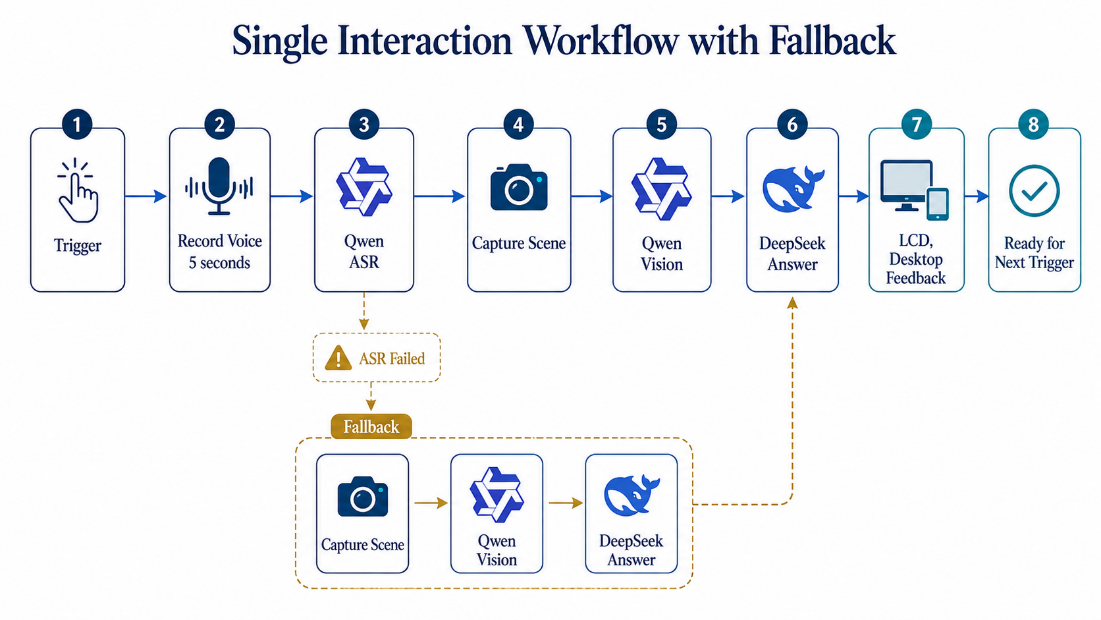 Single Interaction Workflow with Fallback
1
2
3
4
5
6
7
8
Trigger
Record Voice
5 seconds
Qwen
ASR
Capture Scene
Qwen
Vision
DeepSeek
Answer
LCD,
Desktop
Feedback
Ready for
Next Trigger
ASR Failed
Fallback
Capture Scene
Qwen
Vision
DeepSeek
Answer